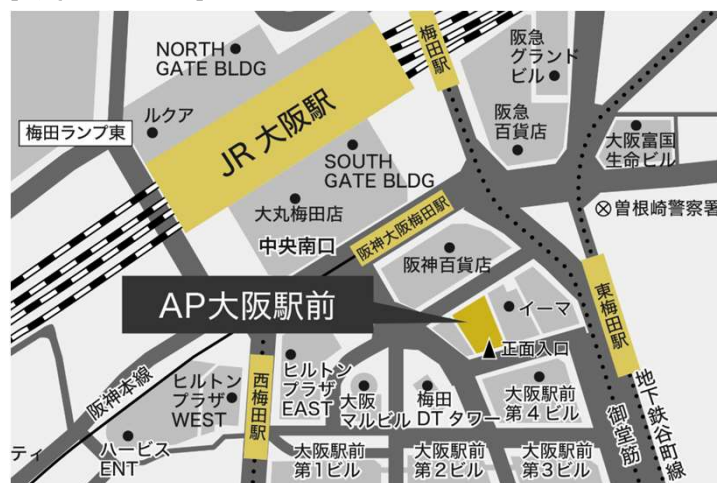 NORTH
GATE BLDG
梅田駅
阪急
グランド
ビル
ルクア
梅田ランプ東
JR 大阪駅
阪急
百貨店
大阪富国
生命ビル
SOUTH
GATE BLDG
大丸梅田店
中央南口
阪神大阪梅田駅
曽根崎警察署
阪神百貨店
AP大阪駅前
イーマ
正面入口
東梅田駅
阪神本線
ヒルトン
プラザ
WEST
西梅田駅
ヒルトン
プラザ
EAST
大阪
マルビル
梅田
DTタワー
大阪駅前
第4ビル
御堂筋
地下鉄谷町線
ティ
ハービス
ENT
大阪駅前
第1ビル
大阪駅前
第2ビル
大阪駅前
第3ビル